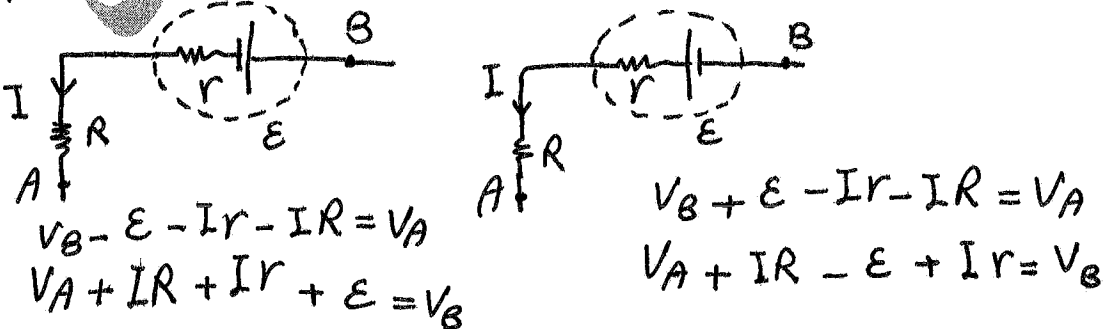 B
I
r
R
ε
A
V_B - ε - Ir - IR = V_A
V_A + IR + Ir + ε = V_B
B
I
r
ε
R
A
V_B + ε - Ir - IR = V_A
V_A + IR - ε + Ir = V_B